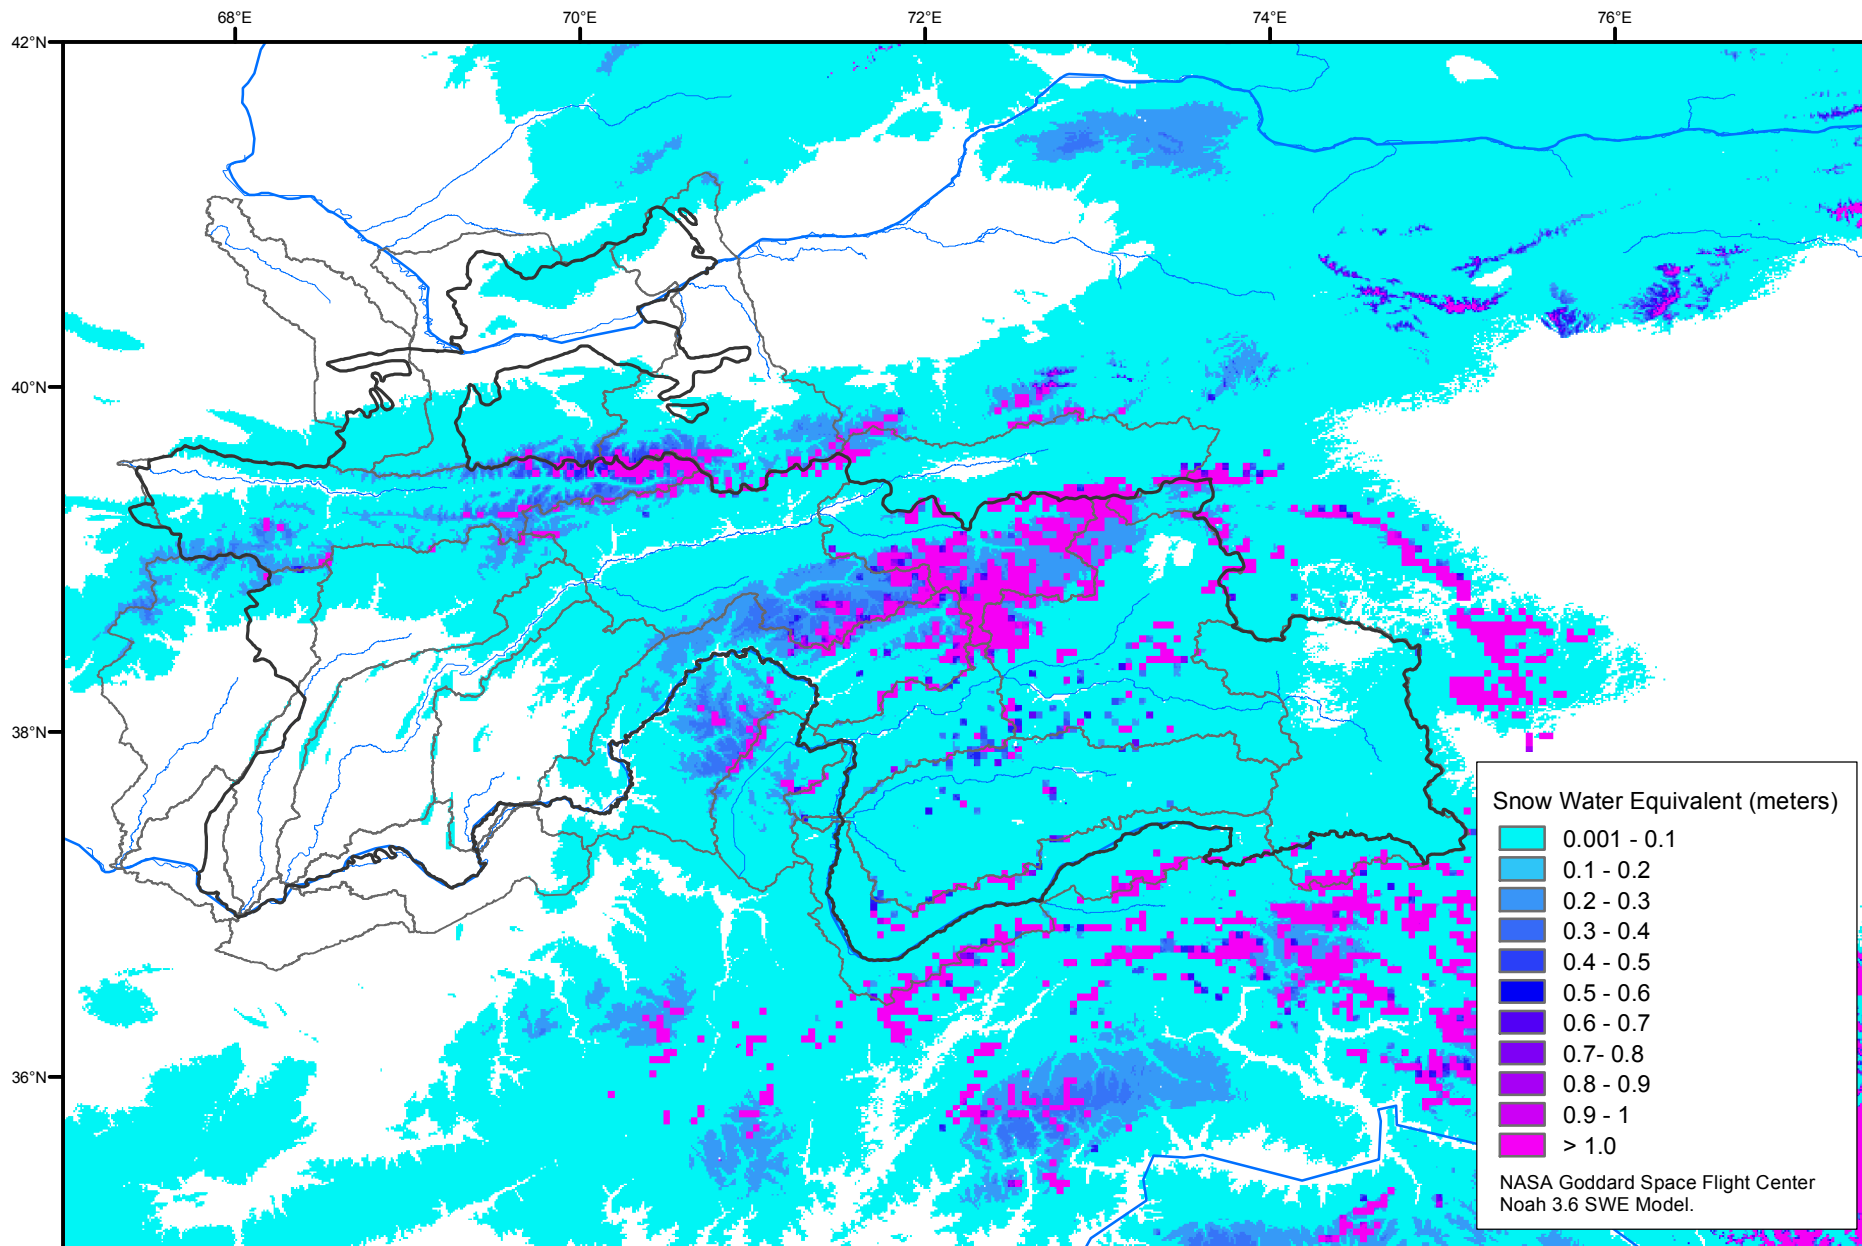 68°E 70°E 72°E 74°E 76°E
42°N
40°N
38°N
36°N
Snow Water Equivalent (meters)
0.001 - 0.1
0.1 - 0.2
0.2 - 0.3
0.3 - 0.4
0.4 - 0.5
0.5 - 0.6
0.6 - 0.7
0.7- 0.8
0.8 - 0.9
0.9 - 1
> 1.0
NASA Goddard Space Flight Center
Noah 3.6 SWE Model.